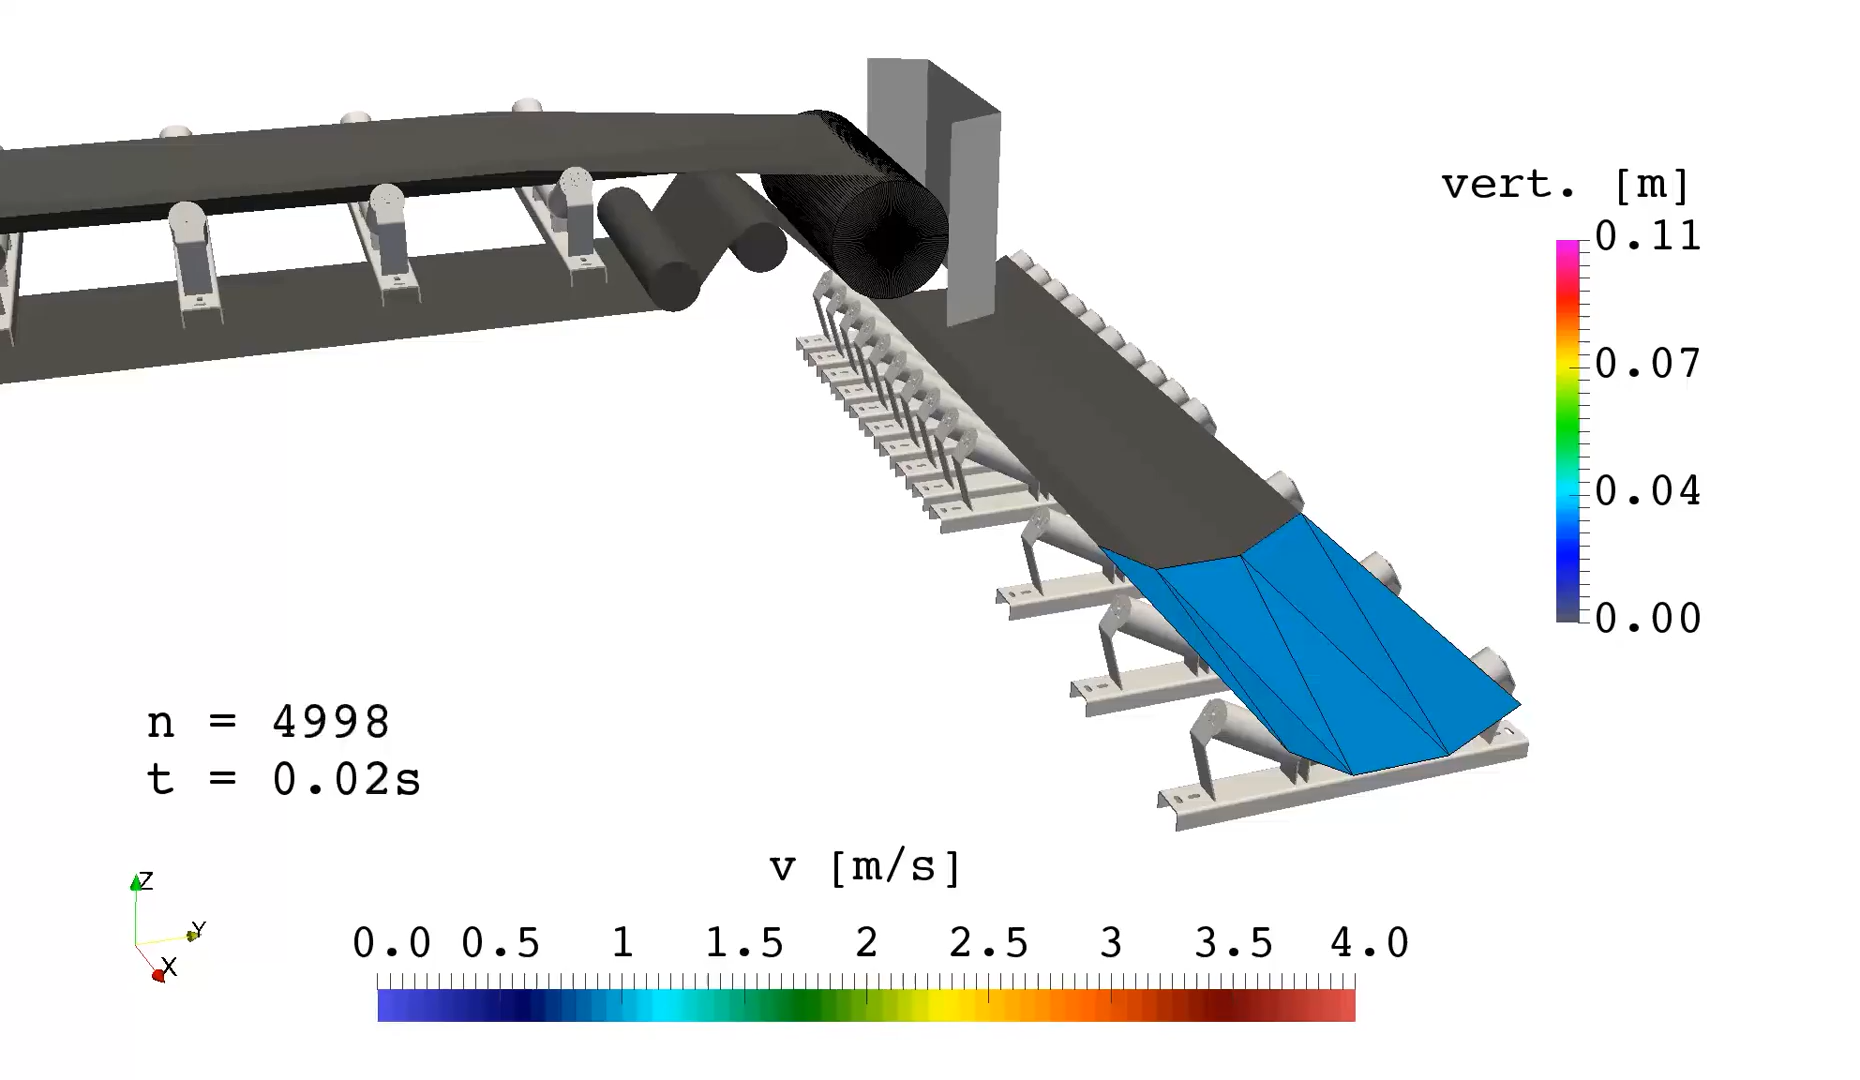 vert. [m]
0.11
0.07
0.04
0.00
n = 4998
t = 0.02s
Z
Y
X
v [m/s]
0.0 0.5 1 1.5 2 2.5 3 3.5 4.0